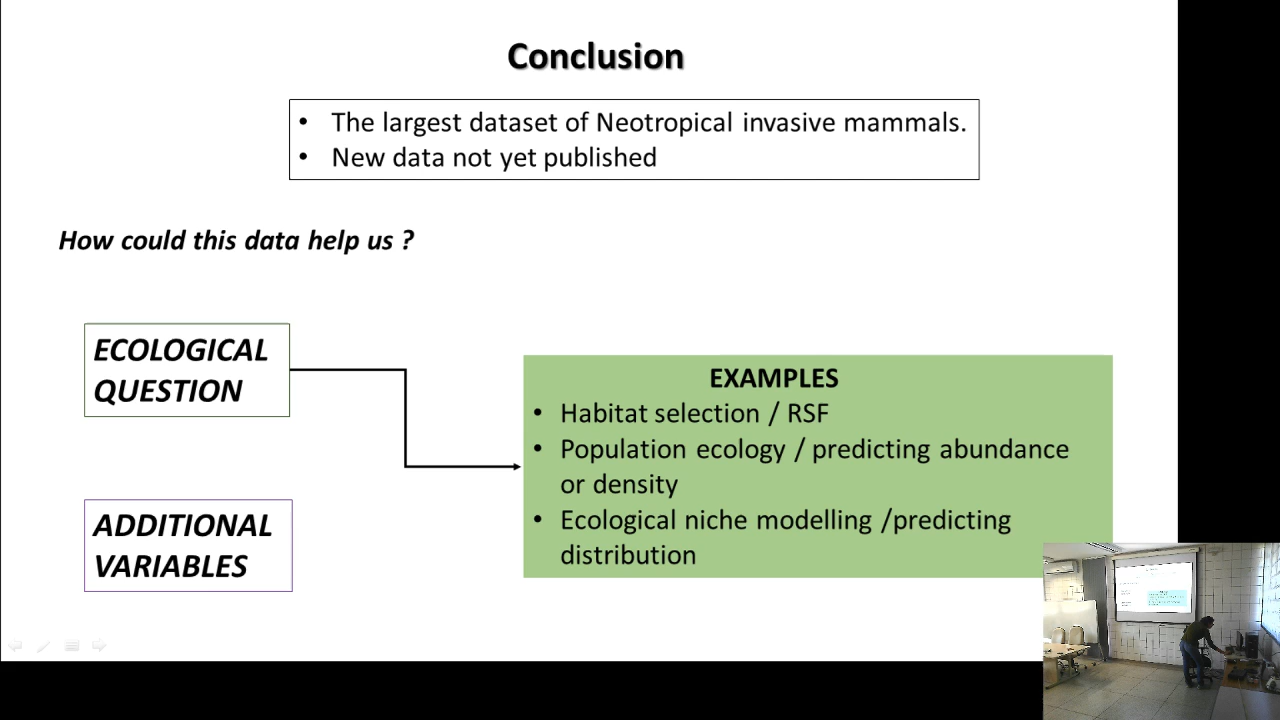 Conclusion
• The largest dataset of Neotropical invasive mammals.
• New data not yet published
How could this data help us ?
ECOLOGICAL
QUESTION
EXAMPLES
• Habitat selection / RSF
• Population ecology / predicting abundance
or density
• Ecological niche modelling /predicting
distribution
ADDITIONAL
VARIABLES